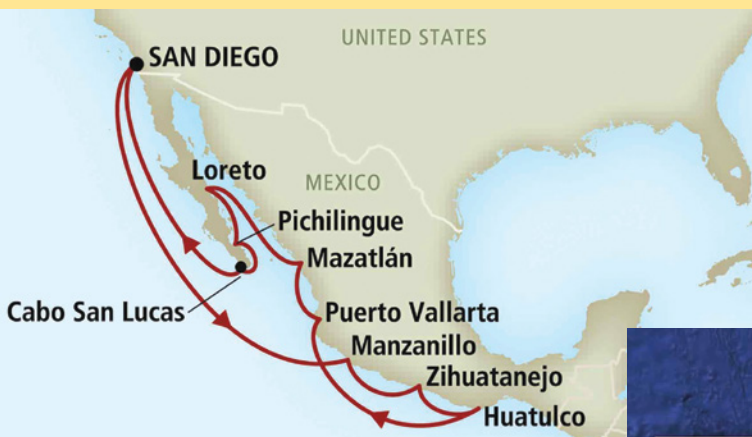 UNITED STATES
SAN DIEGO
Loreto
MEXICO
Pichilingue
Mazatlán
Cabo San Lucas
Puerto Vallarta
Manzanillo
Zihuatanejo
Huatulco